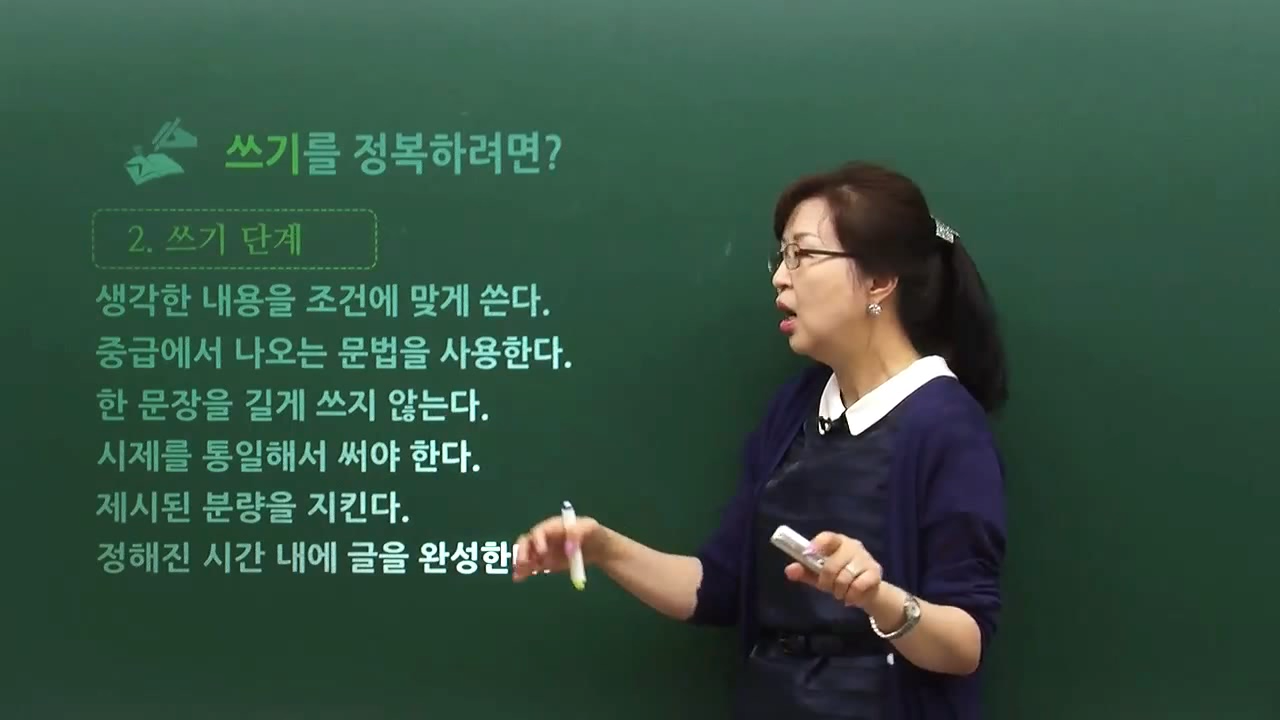 쓰기를 정복하려면?
2. 쓰기 단계
생각한 내용을 조건에 맞게 쓴다.
중급에서 나오는 문법을 사용한다.
한 문장을 길게 쓰지 않는다.
시제를 통일해서 써야 한다.
제시된 분량을 지킨다.
정해진 시간 내에 글을